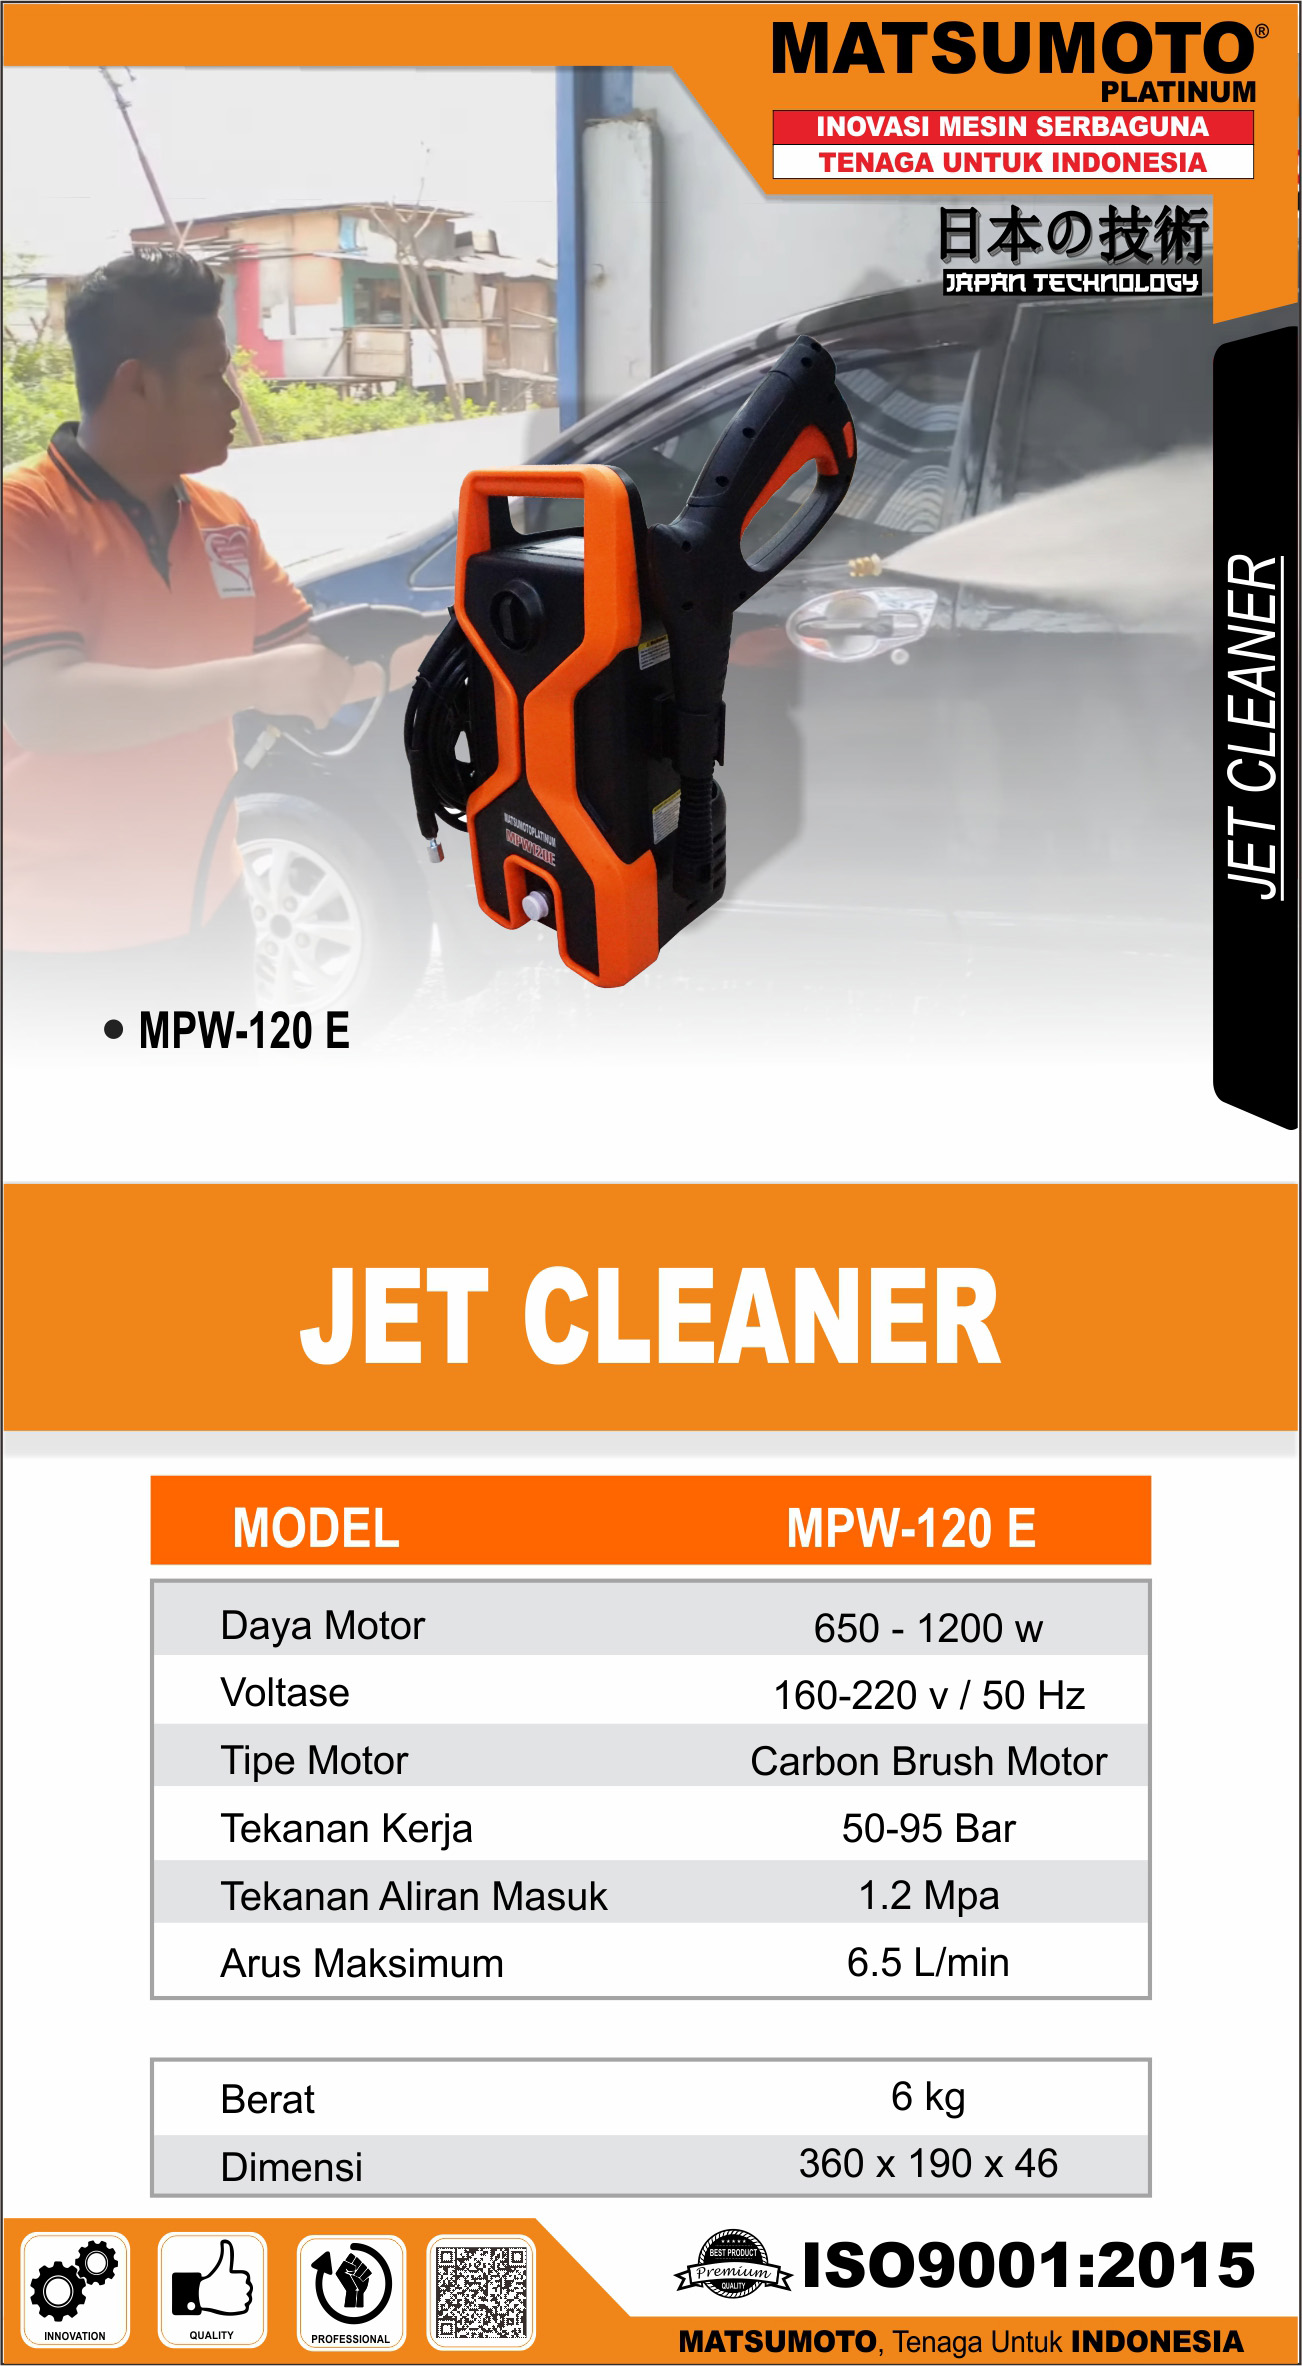 MATSUMOTO®
PLATINUM
INOVASI MESIN SERBAGUNA
TENAGA UNTUK INDONESIA
日本の技術
JAPAN TECHNOLOGY
JET CLEANER
MATSUMOTOPLATINUM
MPW120E
• MPW-120 E
JET CLEANER
MODEL MPW-120 E
Daya Motor 650 - 1200 w
Voltase 160-220 v / 50 Hz
Tipe Motor Carbon Brush Motor
Tekanan Kerja 50-95 Bar
Tekanan Aliran Masuk 1.2 Mpa
Arus Maksimum 6.5 L/min
Berat 6 kg
Dimensi 360 x 190 x 46
INNOVATION
QUALITY
PROFESSIONAL
BEST PRODUCT
Premium
QUALITY
ISO9001:2015
MATSUMOTO, Tenaga Untuk INDONESIA